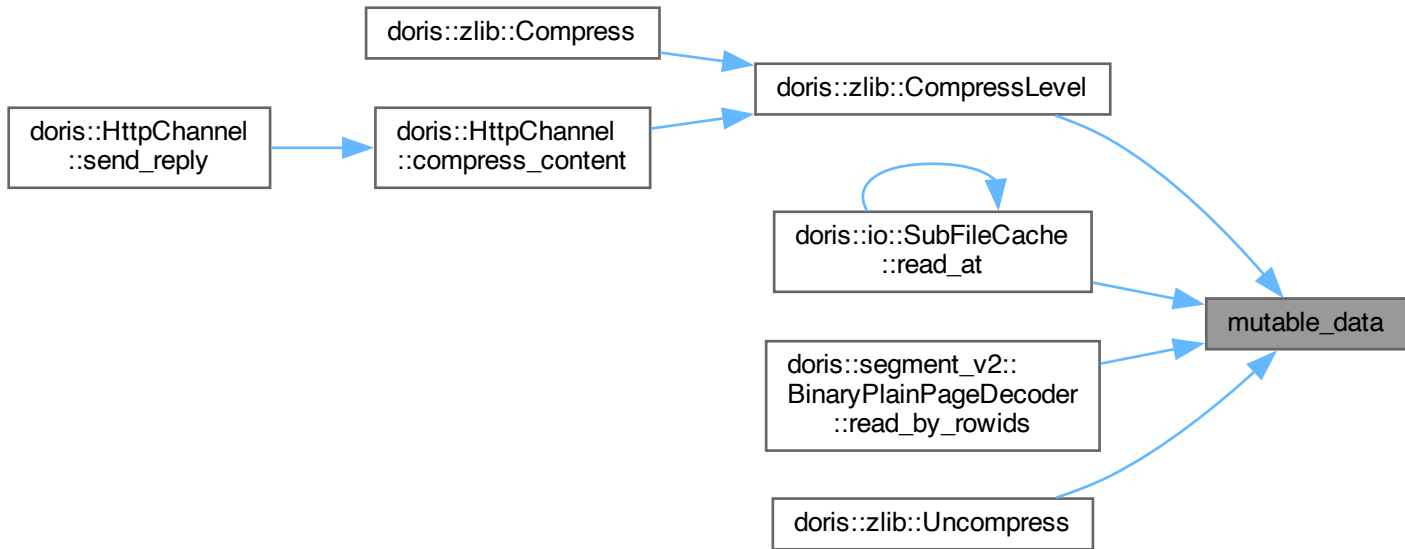 doris::zlib::Compress
doris::zlib::CompressLevel
doris::HttpChannel
::send_reply
doris::HttpChannel
::compress_content
doris::io::SubFileCache
::read_at
mutable_data
doris::segment_v2::
BinaryPlainPageDecoder
::read_by_rowids
doris::zlib::Uncompress